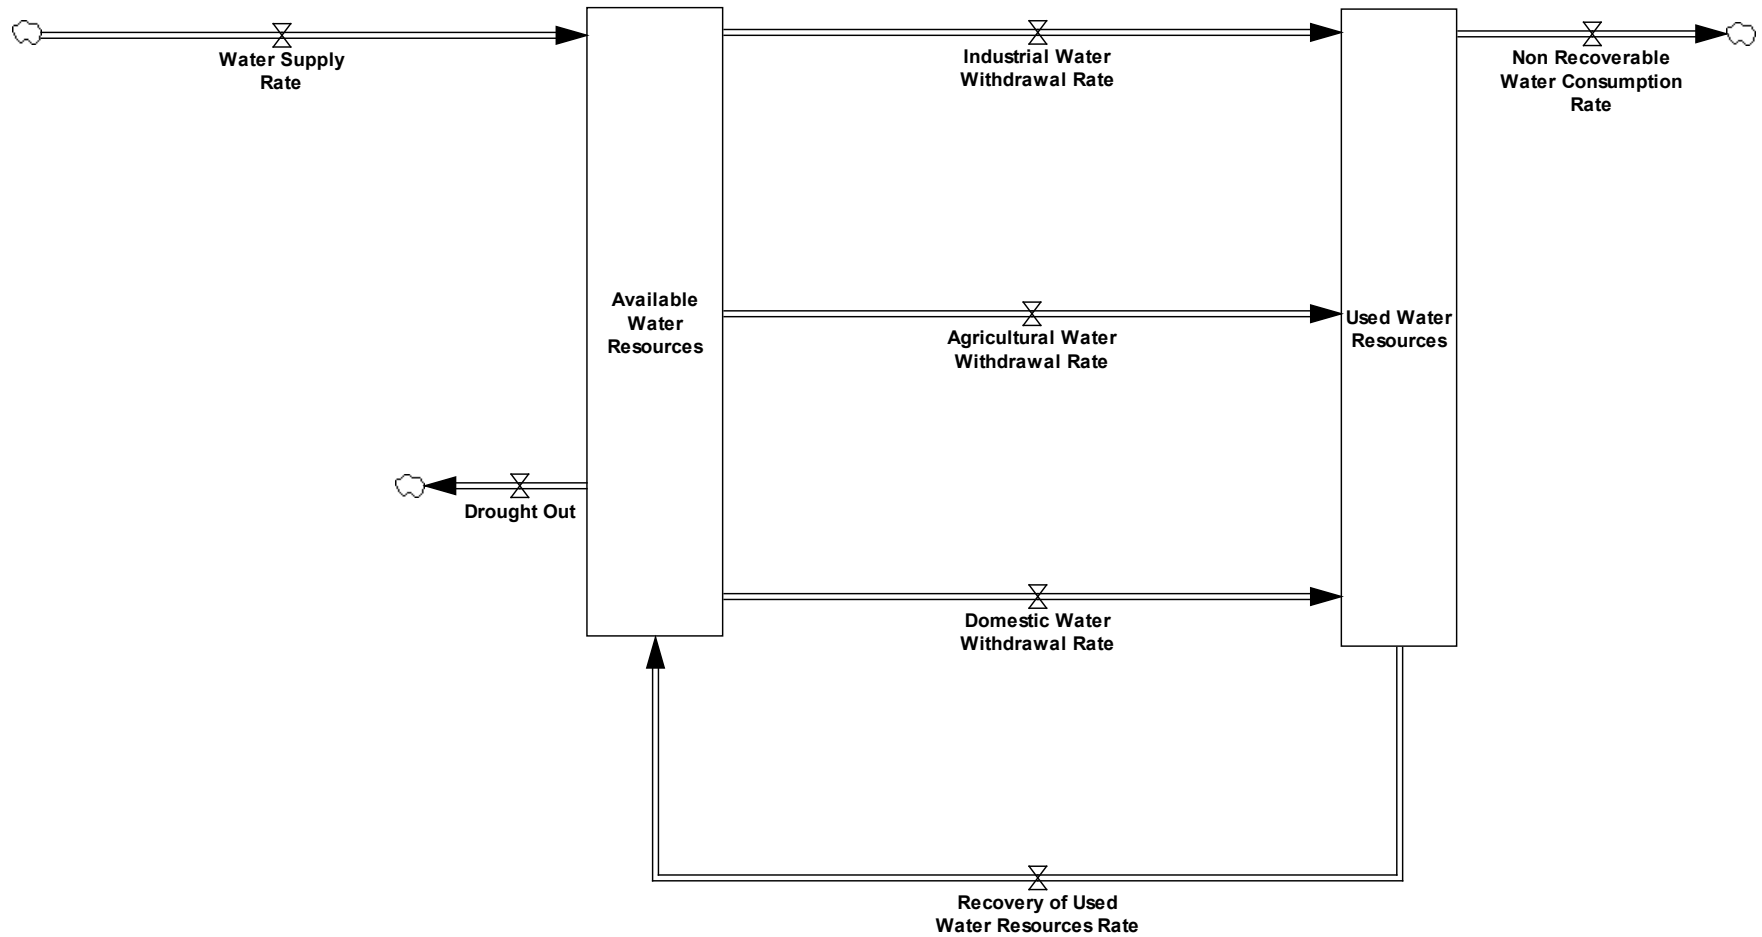 Water Supply
Rate
Industrial Water
Withdrawal Rate
Non Recoverable
Water Consumption
Rate
Available
Water
Resources
Agricultural Water
Withdrawal Rate
Used Water
Resources
Drought Out
Domestic Water
Withdrawal Rate
Recovery of Used
Water Resources Rate